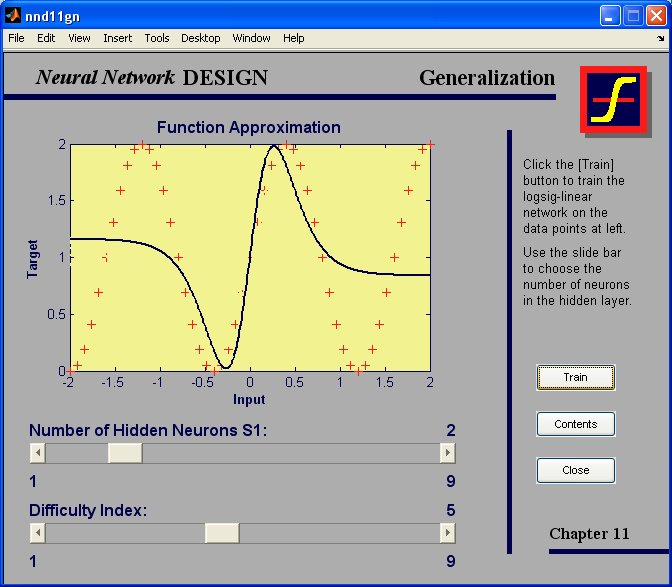 nnd11gn
File Edit View Insert Tools Desktop Window Help
Neural Network DESIGN
Generalization
Function Approximation
2
1.5
1
0.5
0
Target
-2 -1.5 -1 -0.5 0 0.5 1 1.5 2
Input
Click the [Train]
button to train the
logsig-linear
network on the
data points at left.
Use the slide bar
to choose the
number of neurons
in the hidden layer.
Train
Contents
Close
Number of Hidden Neurons S1: 2
1 9
Difficulty Index: 5
1 9
Chapter 11